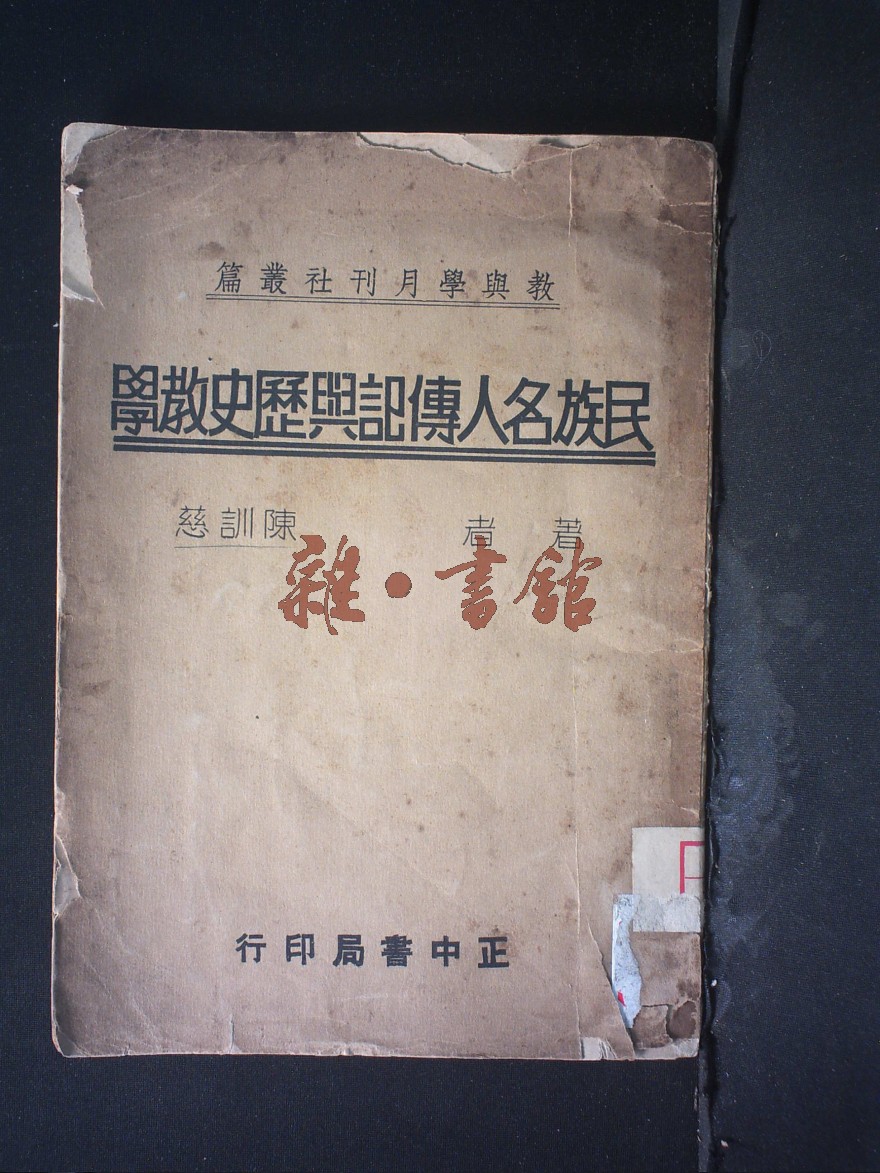 教與學月刊社叢篇
民族名人傳記與歷史教學
著者 陳訓慈
雜·書館
正中書局印行